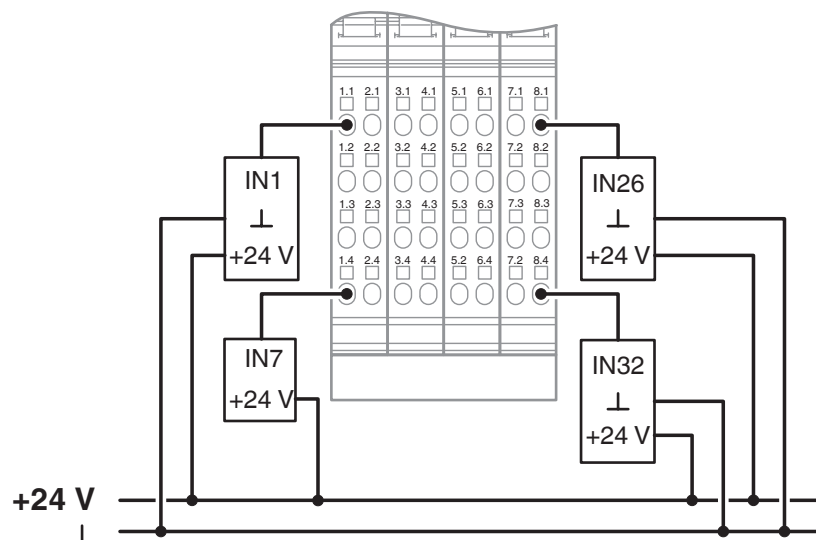 1.1 2.1 3.1 4.1 5.1 6.1 7.1 8.1
1.2 2.2 3.2 4.2 5.2 6.2 7.2 8.2
IN1
+24 V
IN26
+24 V
1.3 2.3 3.3 4.3 5.3 6.3 7.3 8.3
1.4 2.4 3.4 4.4 5.2 6.4 7.2 8.4
IN7
+24 V
IN32
+24 V
+24 V